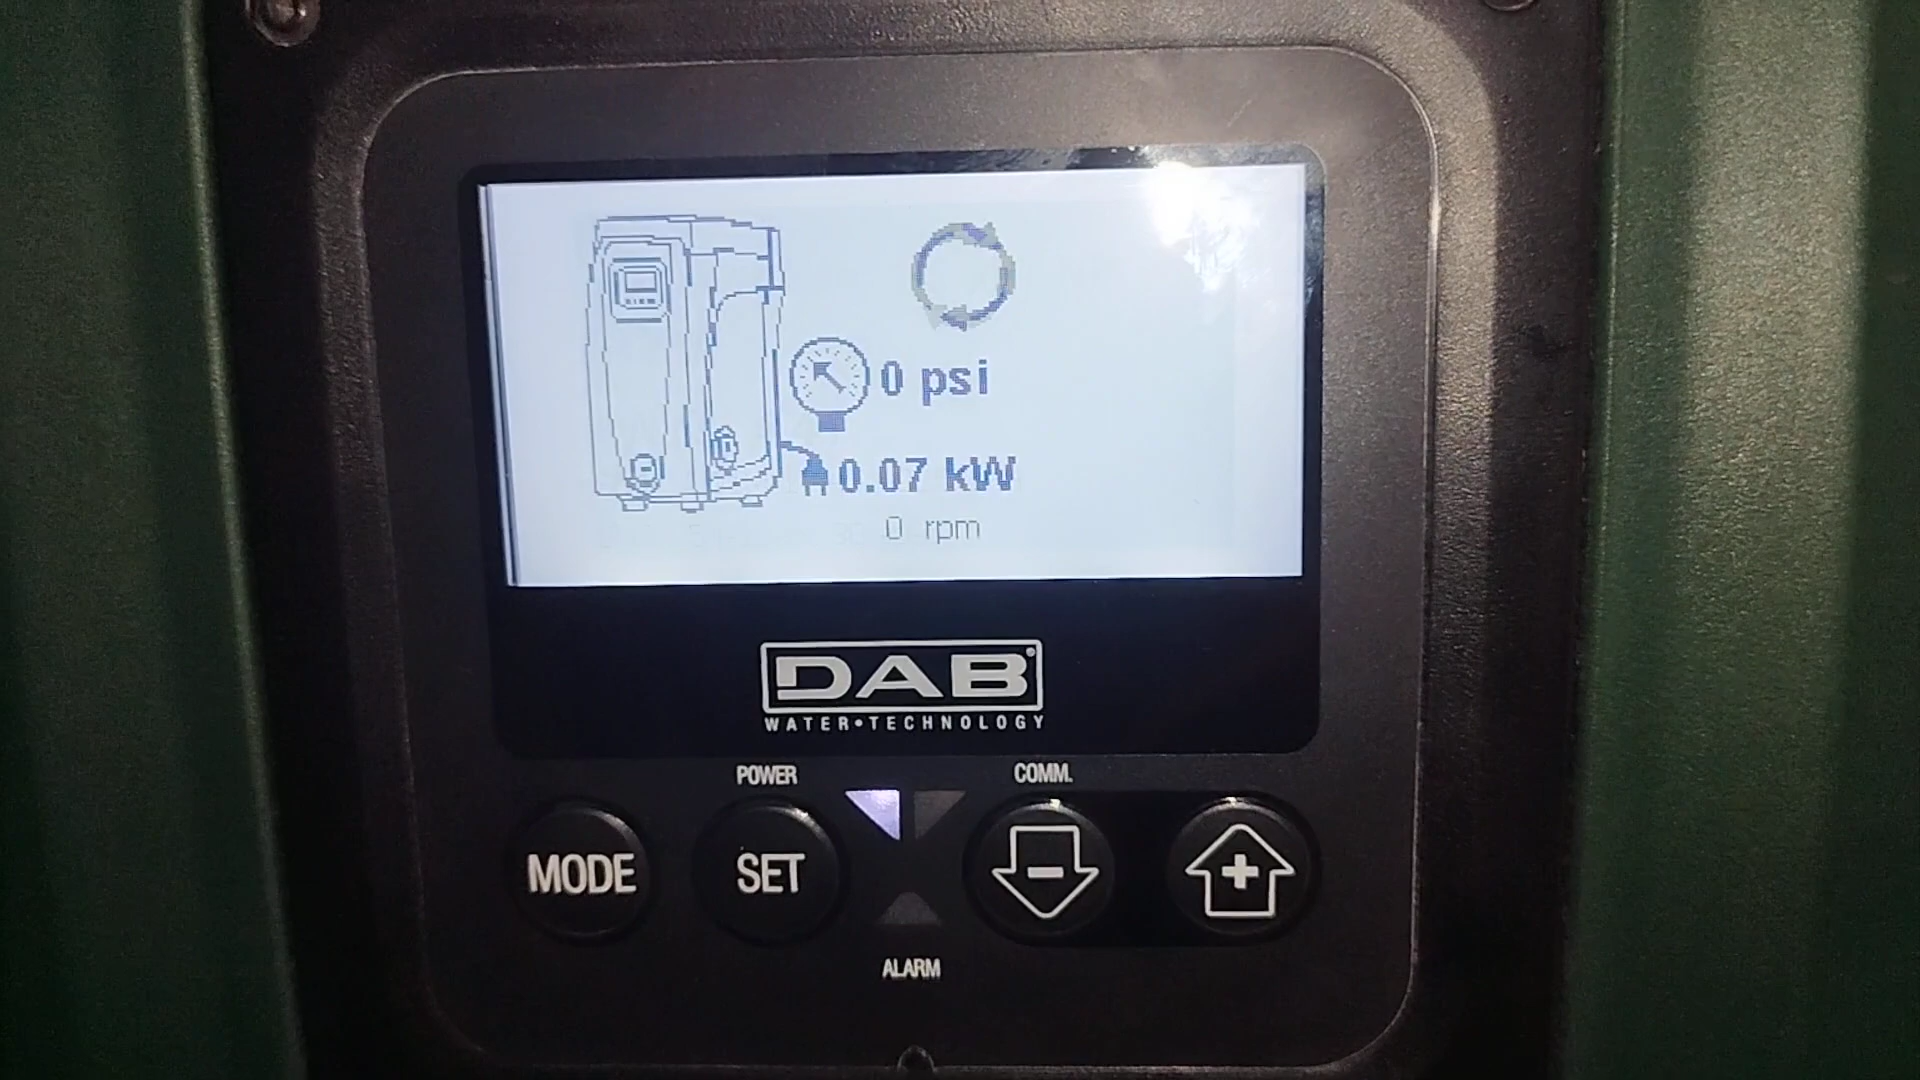 0 psi
0.07 kW
0 rpm
DAB®
WATER•TECHNOLOGY
POWER
COMM.
MODE
SET
-
+
ALARM